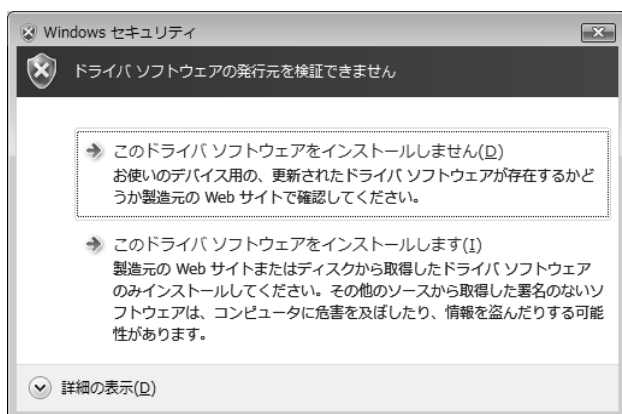 Windows セキュリティ
ドライバ ソフトウェアの発行元を検証できません
このドライバ ソフトウェアをインストールしません(D)
お使いのデバイス用の、更新されたドライバ ソフトウェアが存在するかど
うか製造元の Web サイトで確認してください。
このドライバ ソフトウェアをインストールします(I)
製造元の Web サイトまたはディスクから取得したドライバ ソフトウェア
のみインストールしてください。その他のソースから取得した署名のないソ
フトウェアは、コンピュータに危害を及ぼしたり、情報を盗んだりする可能
性があります。
詳細の表示(D)